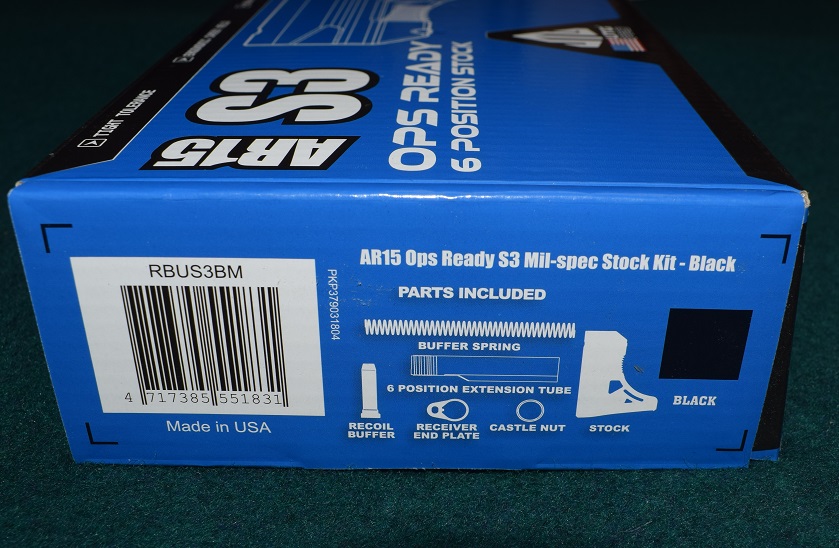 TIGHT TOLERANCE
AR15
S3
OPS READY
6 POSITION STOCK
RBUS3BM
4 717385 551831
PKP379031804
Made in USA
AR15 Ops Ready S3 Mil-spec Stock Kit - Black
PARTS INCLUDED
BUFFER SPRING
6 POSITION EXTENSION TUBE
RECOIL
BUFFER
RECEIVER
END PLATE
CASTLE NUT
STOCK
BLACK